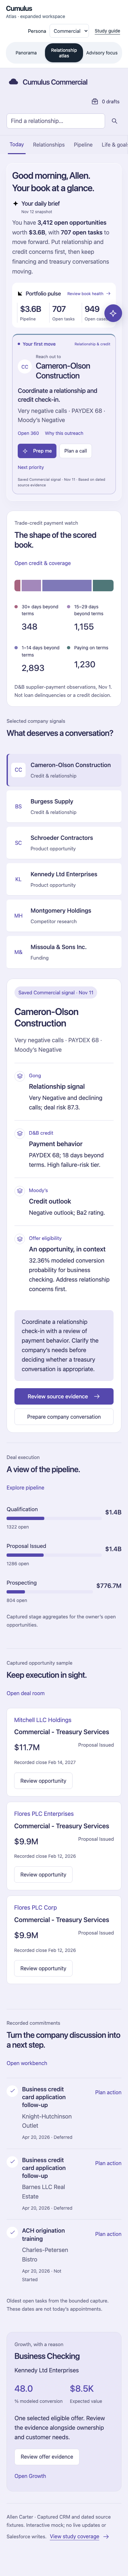 Cumulus
Atlas · expanded workspace
Persona
Commercial
Study guide
Panorama
Relationship atlas
Advisory focus
Cumulus Commercial
0 drafts
Find a relationship...
Today
Relationships
Pipeline
Life & goals
Good morning, Allen.
Your book at a glance.
Your daily brief
Nov 12 snapshot
You have 3,412 open opportunities
worth $3.6B, with 707 open tasks to
move forward. Put relationship and
credit concerns first, then
financing and treasury conversations
moving.
Portfolio pulse
Review book health →
$3.6B
Pipeline
707
Open tasks
949
Open cases
Your first move
Relationship & credit
CC
Reach out to
Cameron-Olson
Construction
Coordinate a relationship and
credit check-in.
Very negative calls · PAYDEX 68 ·
Moody's Negative
Open 360
Why this outreach
Prep me
Plan a call
Next priority
Saved Commercial signal · Nov 11 · Based on dated
source evidence
Trade-credit payment watch
The shape of the scored
book.
Open credit & coverage
30+ days beyond
terms
348
15–29 days
beyond terms
1,155
1–14 days beyond
terms
2,893
Paying on terms
1,230
D&B supplier-payment observations, Nov 1.
Not loan delinquencies or a credit decision.
Selected company signals
What deserves a conversation?
CC
Cameron-Olson Construction
Credit & relationship
BS
Burgess Supply
Credit & relationship
SC
Schroeder Contractors
Product opportunity
KL
Kennedy Ltd Enterprises
Product opportunity
MH
Montgomery Holdings
Competitor research
M&
Missoula & Sons Inc.
Funding
Saved Commercial signal · Nov 11
Cameron-Olson
Construction
Very negative calls · PAYDEX 68 ·
Moody's Negative
Gong
Relationship signal
Very Negative and declining
calls; deal risk 87.3.
D&B credit
Payment behavior
PAYDEX 68; 18 days beyond
terms. High failure-risk tier.
Moody's
Credit outlook
Negative outlook; Ba2 rating.
Offer eligibility
An opportunity, in context
32.36% modeled conversion
probability for business
checking. Address relationship
concerns first.
Coordinate a relationship
check-in with a review of
payment behavior. Clarify the
customer's needs before
deciding whether a treasury
conversation is appropriate.
Review source evidence →
Prepare company conversation
Deal execution
A view of the pipeline.
Explore pipeline
Qualification
$1.4B
1322 open
Proposal Issued
$1.4B
1286 open
Prospecting
$776.7M
804 open
Captured stage aggregates for the owner's open
opportunities.
Captured opportunity sample
Keep execution in sight.
Open deal room
Mitchell LLC Holdings
Commercial - Treasury Services
$11.7M
Proposal Issued
Recorded close Feb 14, 2027
Review opportunity
Flores PLC Enterprises
Commercial - Treasury Services
$9.9M
Proposal Issued
Recorded close Feb 12, 2026
Review opportunity
Flores PLC Corp
Commercial - Treasury Services
$9.9M
Proposal Issued
Recorded close Feb 10, 2026
Review opportunity
Recorded commitments
Turn the company discussion into
a next step.
Open workbench
Business credit
card application
follow-up
Plan action
Knight-Hutchinson
Outlet
Apr 20, 2026 · Deferred
Business credit
card application
follow-up
Plan action
Barnes LLC Real
Estate
Apr 20, 2026 · Deferred
ACH origination
training
Plan action
Charles-Petersen
Bistro
Apr 20, 2026 · Not
Started
Oldest open tasks from the bounded capture.
These dates are not today's appointments.
Growth, with a reason
Business Checking
Kennedy Ltd Enterprises
48.0
% modeled conversion
$8.5K
Expected value
One selected eligible offer. Review
the evidence alongside ownership
and customer needs.
Review offer evidence
Open Growth
Allen Carter · Captured CRM and dated source
fixtures. Interactive mock; no live updates or
Salesforce writes. View study coverage →